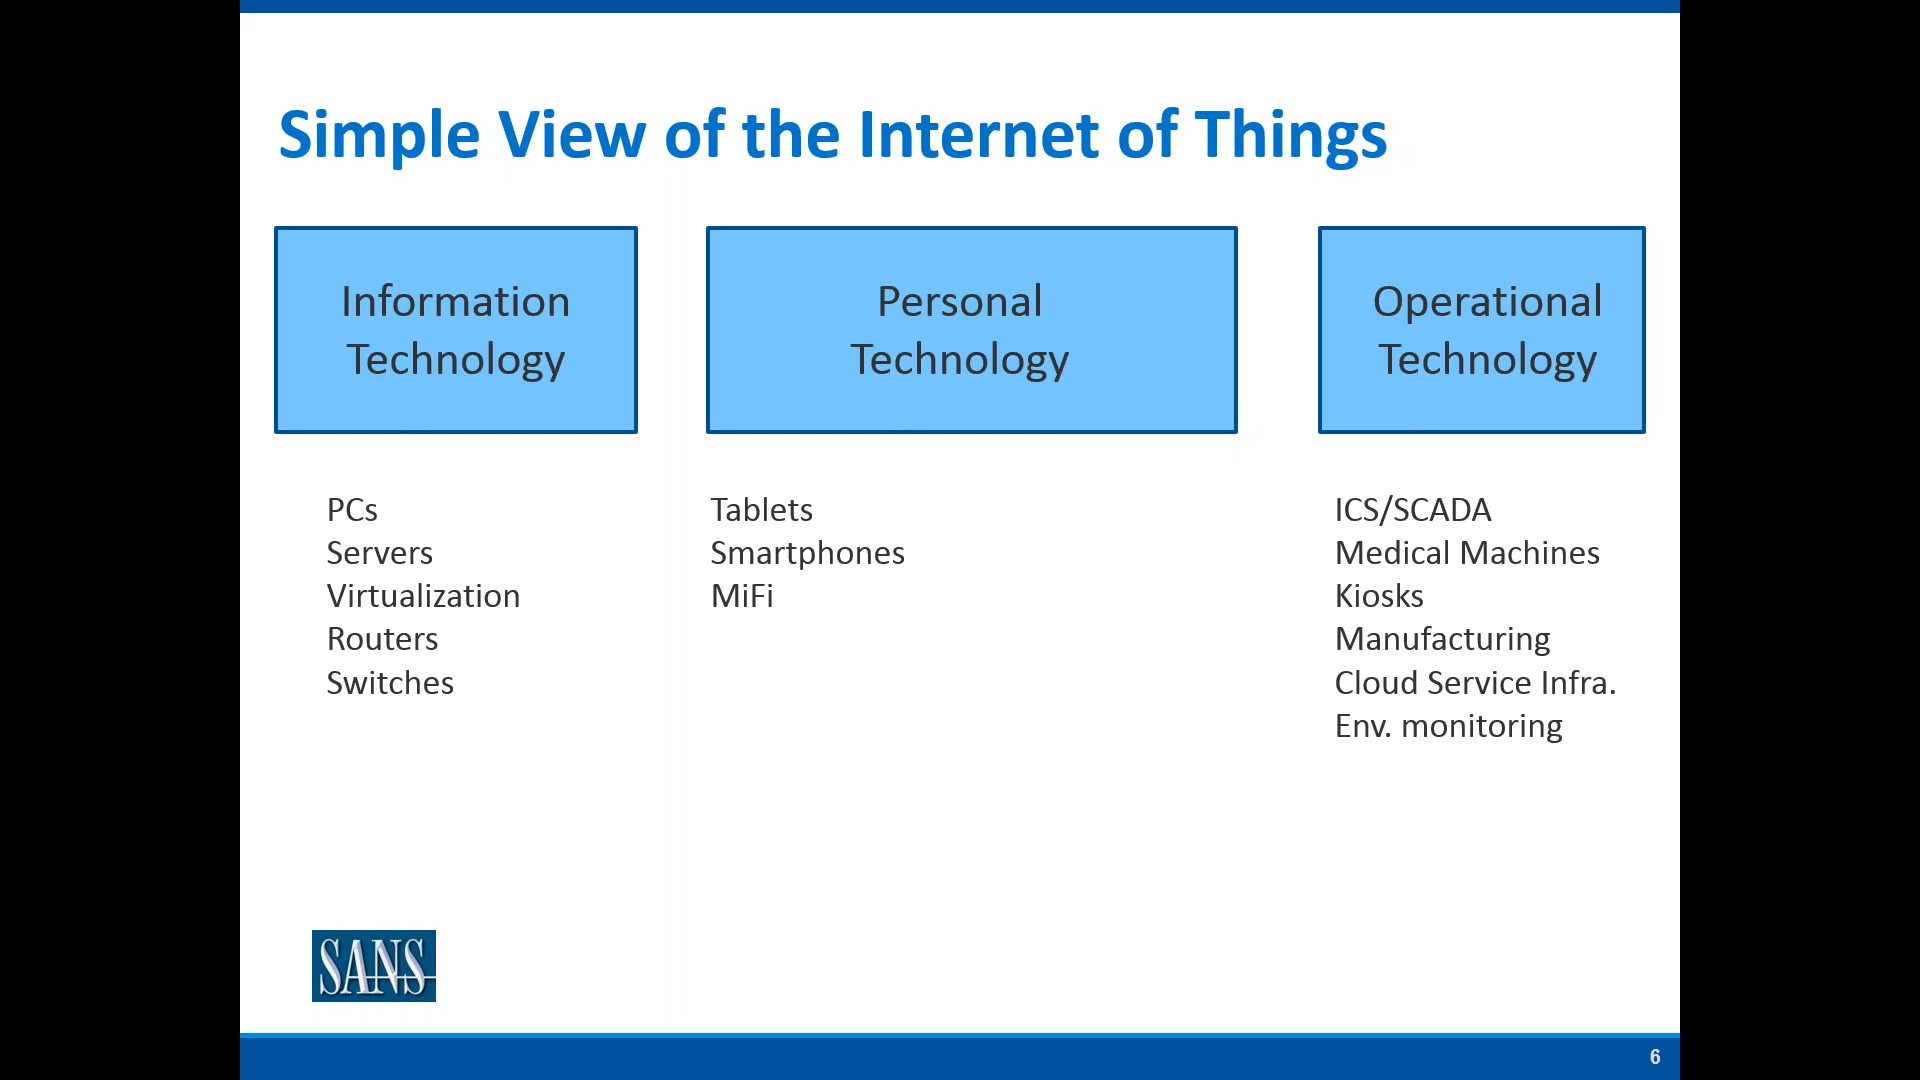 Simple View of the Internet of Things
Information
Technology
Personal
Technology
Operational
Technology
PCs
Servers
Virtualization
Routers
Switches
Tablets
Smartphones
MiFi
ICS/SCADA
Medical Machines
Kiosks
Manufacturing
Cloud Service Infra.
Env. monitoring
SANS
6